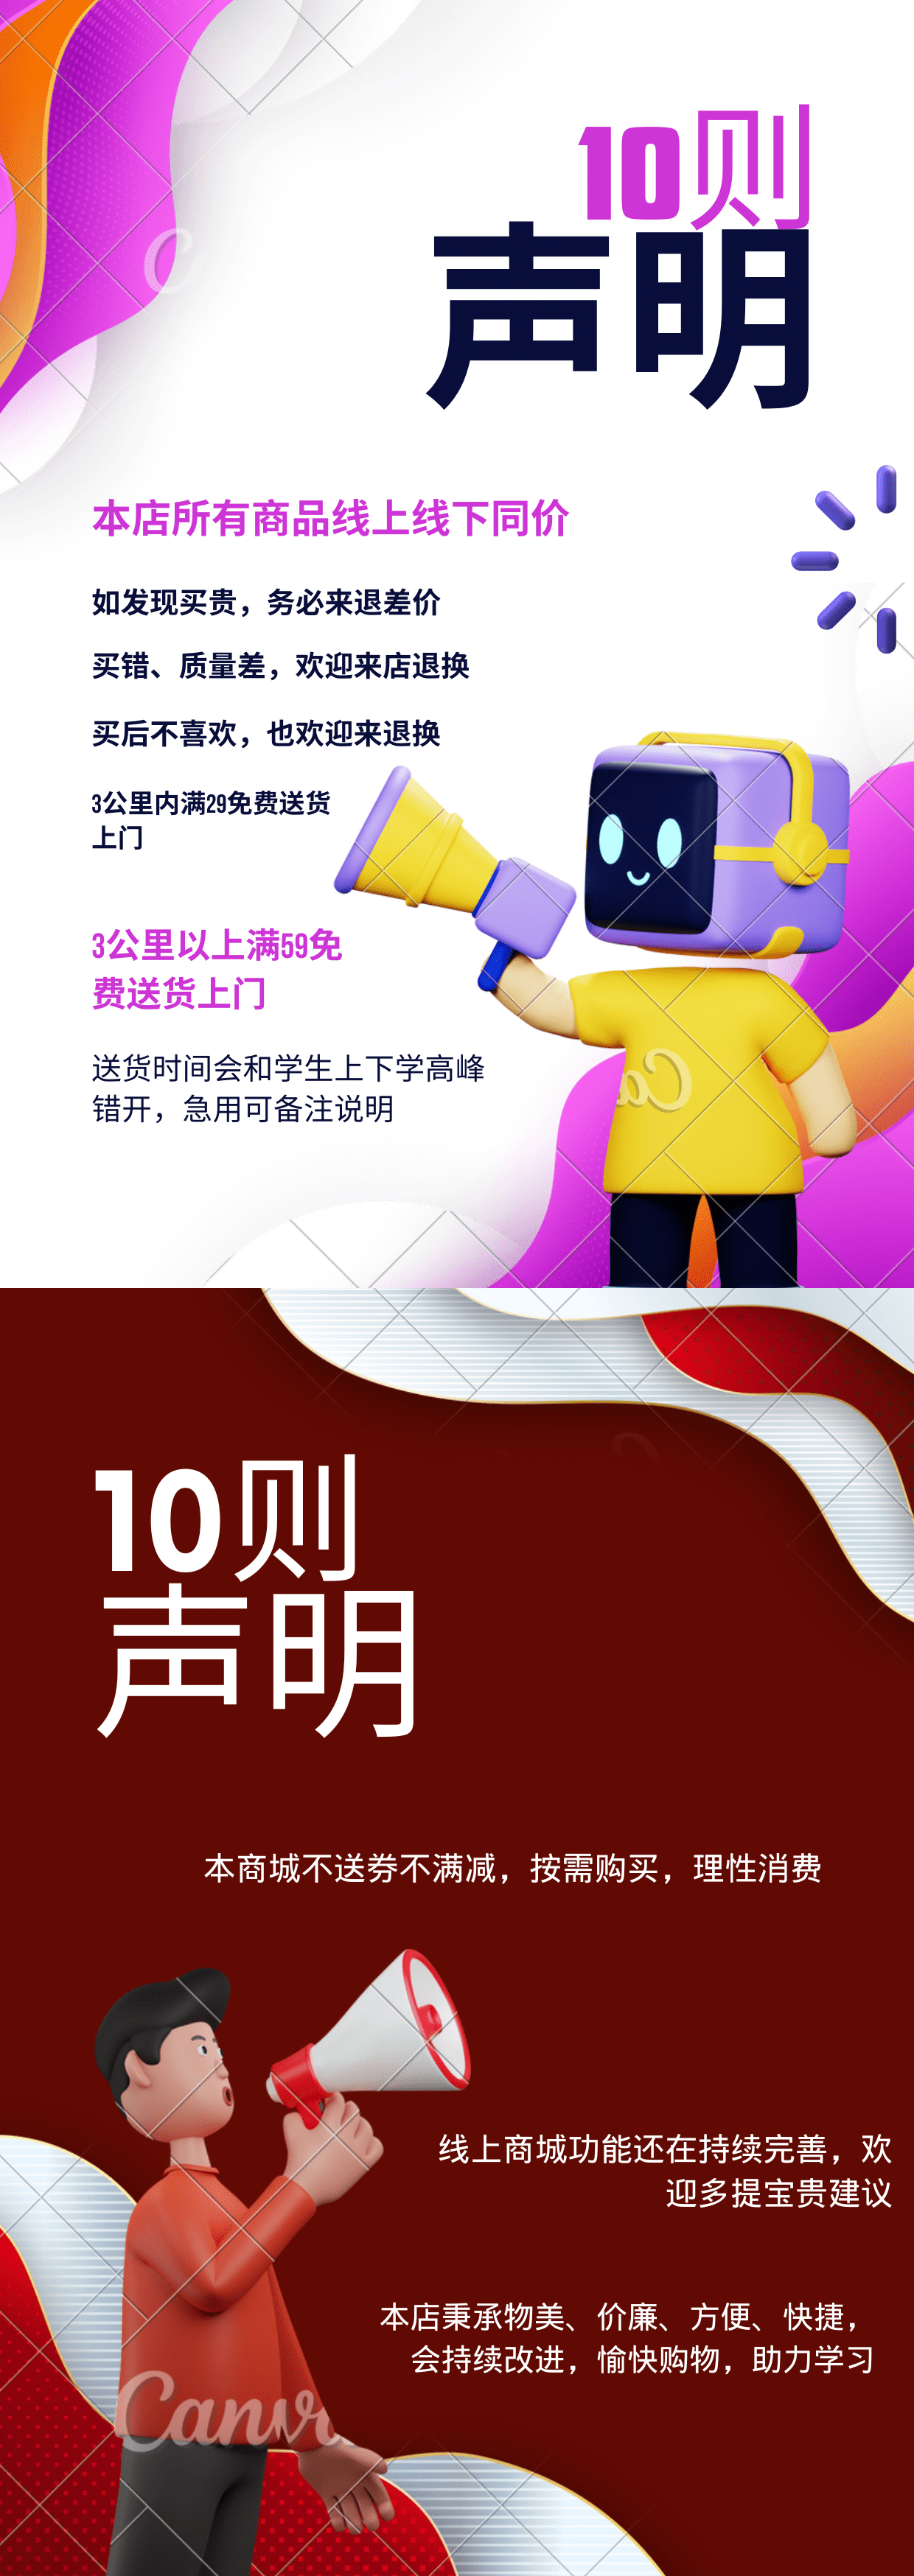 10则
声明
本店所有商品线上线下同价
如发现买贵，务必来退差价
买错、质量差，欢迎来店退换
买后不喜欢，也欢迎来退换
3公里内满29免费送货
上门
3公里以上满59免
费送货上门
送货时间会和学生上下学高峰
错开，急用可备注说明
10则
声明
本商城不送券不满减，按需购买，理性消费
线上商城功能还在持续完善，欢
迎多提宝贵建议
本店秉承物美、价廉、方便、快捷，
会持续改进，愉快购物，助力学习
Canv